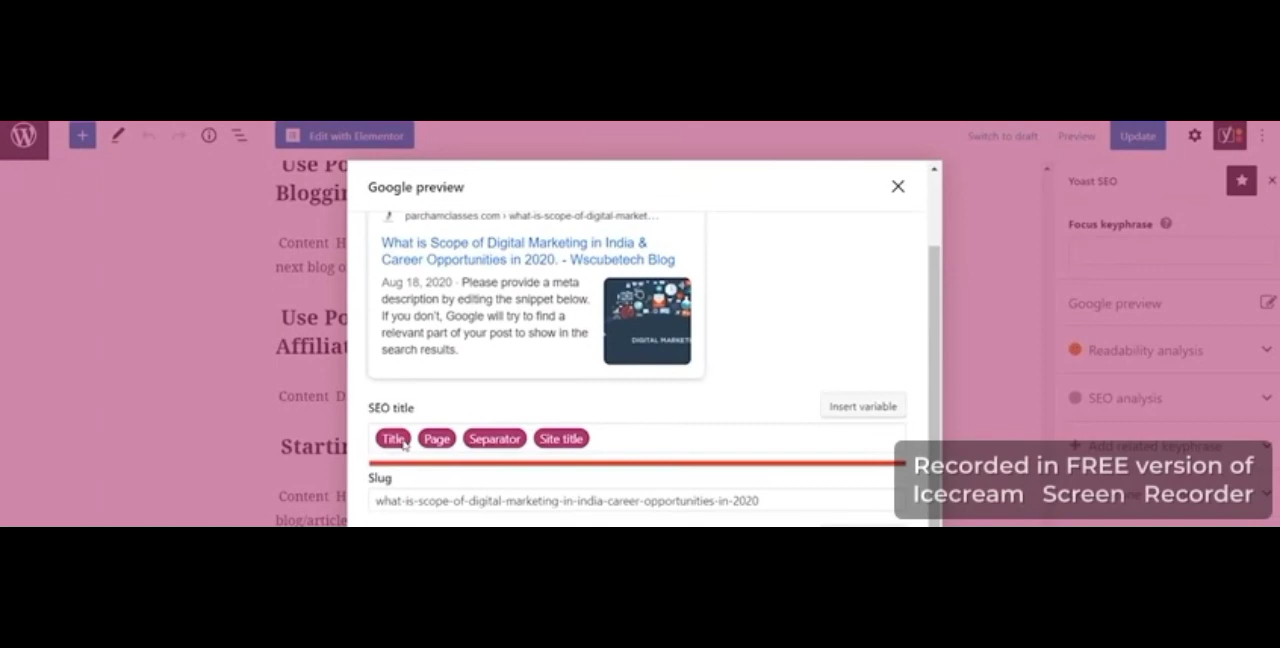 Edit with Elementor
Switch to draft
Preview
Update
Use Po
Bloggin
Content H
next blog o
Use Po
Affiliat
Content D
Startin
Content H
blog/article
Google preview
parchamclasses.com › what-is-scope-of-digital-market...
What is Scope of Digital Marketing in India &
Career Opportunities in 2020. - Wscubetech Blog
Aug 18, 2020 · Please provide a meta
description by editing the snippet below.
If you don't, Google will try to find a
relevant part of your post to show in the
search results.
DIGITAL MARKETI
SEO title
Insert variable
Title
Page
Separator
Site title
Slug
what-is-scope-of-digital-marketing-in-india-career-opportunities-in-2020
Yoast SEO
Focus keyphrase
Google preview
Readability analysis
SEO analysis
Add related keyphrase
Recorded in FREE version of
Icecream Screen Recorder